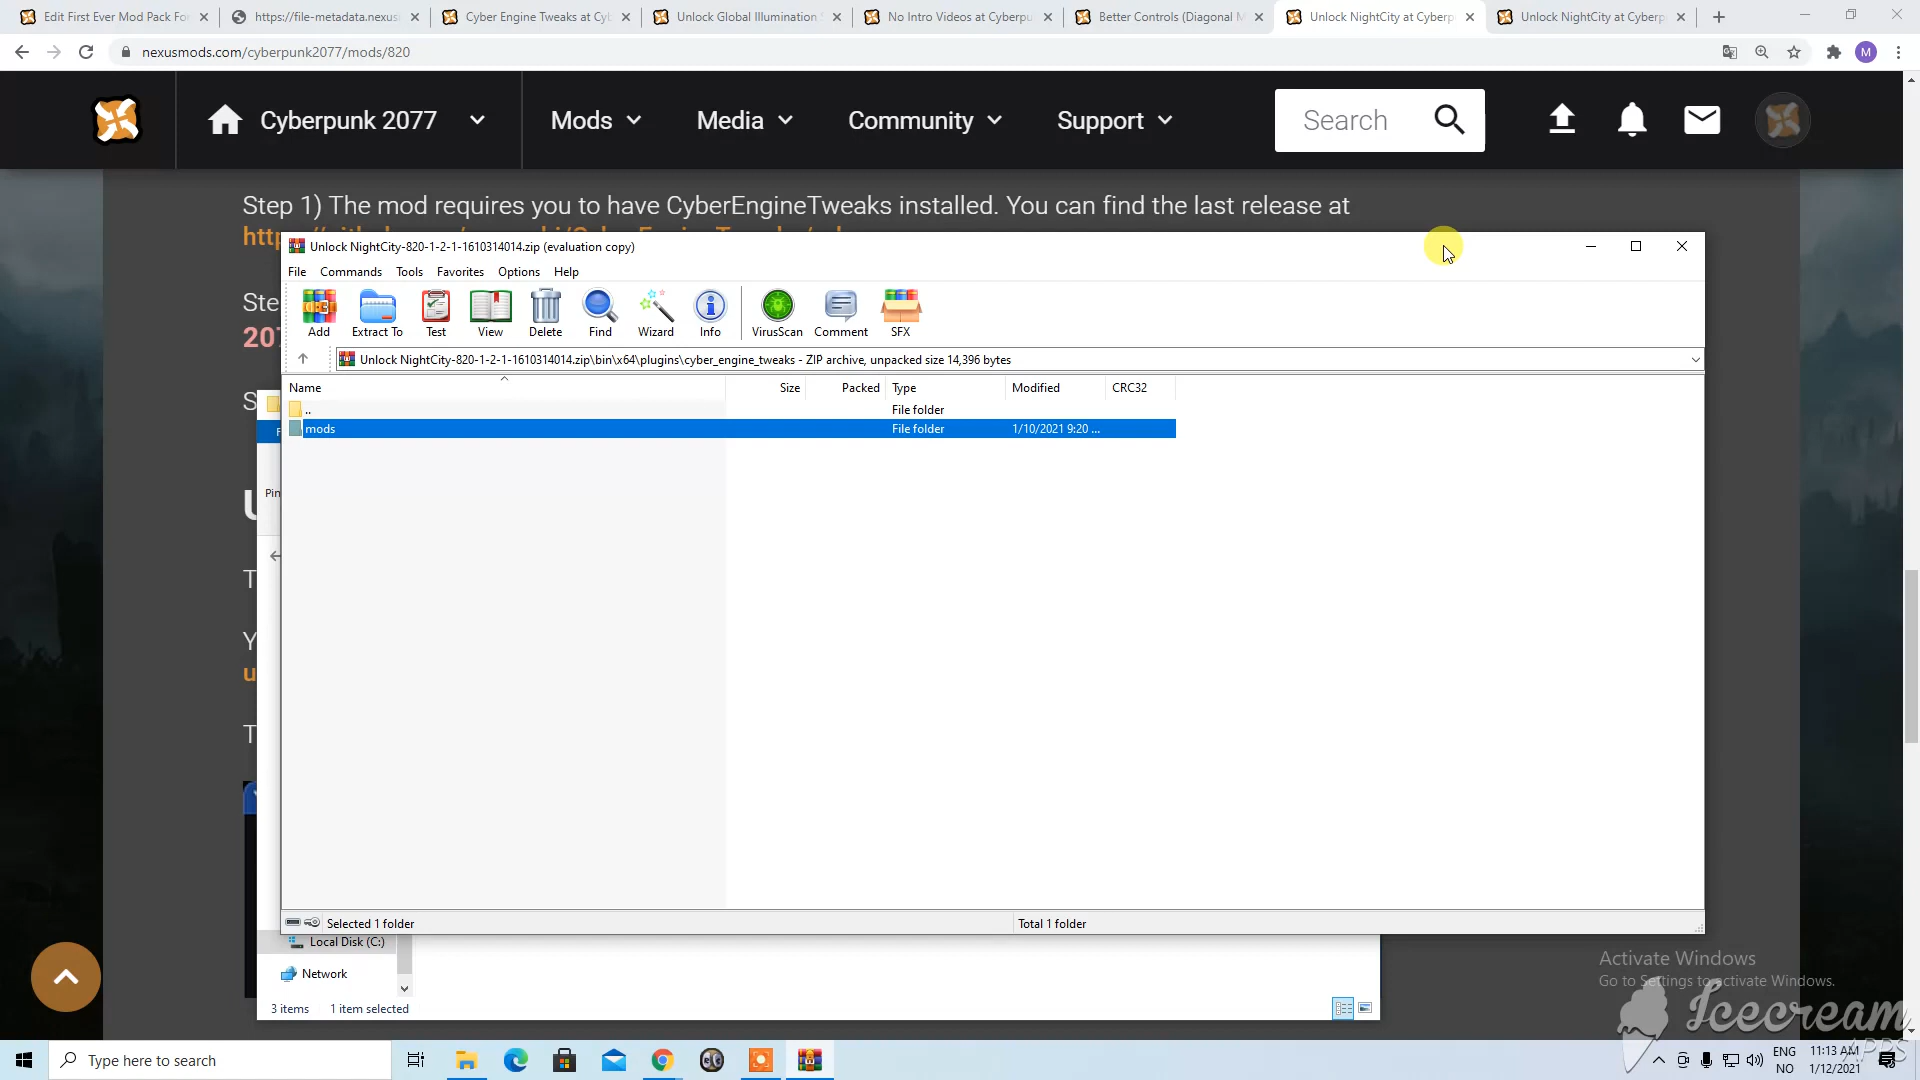 Edit First Ever Mod Pack Fo
https://file-metadata.nexus
Cyber Engine Tweaks at Cy
Unlock Global Illumination
No Intro Videos at Cyberpu
Better Controls (Diagonal M
Unlock NightCity at Cyberp
Unlock NightCity at Cyberp
nexusmods.com/cyberpunk2077/mods/820
M
Cyberpunk 2077
Mods
Media
Community
Support
Search
Step 1) The mod requires you to have CyberEngineTweaks installed. You can find the last release at
Unlock NightCity-820-1-2-1-1610314014.zip (evaluation copy)
File Commands Tools Favorites Options Help
Add Extract To Test View Delete Find Wizard Info VirusScan Comment SFX
Unlock NightCity-820-1-2-1-1610314014.zip\bin\x64\plugins\cyber_engine_tweaks - ZIP archive, unpacked size 14,396 bytes
Name Size Packed Type Modified CRC32
.. File folder
mods File folder 1/10/2021 9:20 ...
Selected 1 folder
Total 1 folder
Local Disk (C:)
Network
3 items 1 item selected
Activate Windows
Go to Settings to activate Windows.
Icecream
APPS
Type here to search
ENG
NO
11:13 AM
1/12/2021